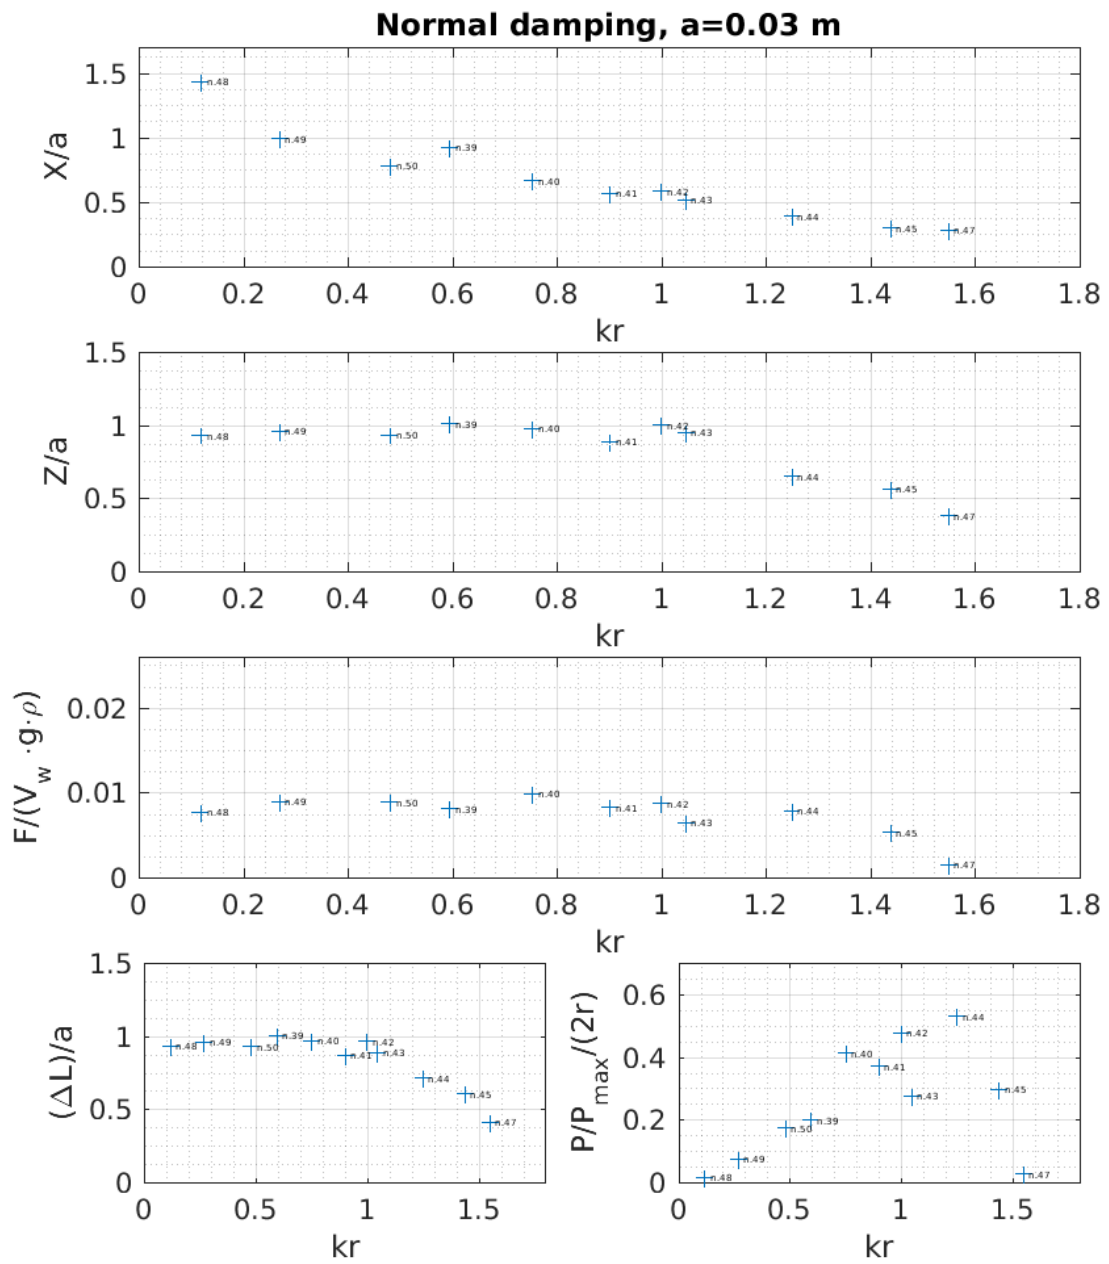 Normal damping, a=0.03 m
X/a
1.5
1
0.5
0
n.48
n.49
n.50
n.39
n.40
n.41
n.42
n.43
n.44
n.45
n.47
0 0.2 0.4 0.6 0.8 1 1.2 1.4 1.6 1.8
kr
Z/a
1.5
1
0.5
0
n.48
n.49
n.50
n.39
n.40
n.41
n.42
n.43
n.44
n.45
n.47
0 0.2 0.4 0.6 0.8 1 1.2 1.4 1.6 1.8
kr
F/(V_w ·g·ρ)
0.02
0.01
0
n.48
n.49
n.50
n.39
n.40
n.41
n.42
n.43
n.44
n.45
n.47
0 0.2 0.4 0.6 0.8 1 1.2 1.4 1.6 1.8
kr
(ΔL)/a
1.5
1
0.5
0
n.48
n.49
n.50
n.39
n.40
n.41
n.42
n.43
n.44
n.45
n.47
0 0.5 1 1.5
kr
P/P_max/(2r)
0.6
0.4
0.2
0
n.48
n.49
n.50
n.39
n.40
n.41
n.42
n.43
n.44
n.45
n.47
0 0.5 1 1.5
kr